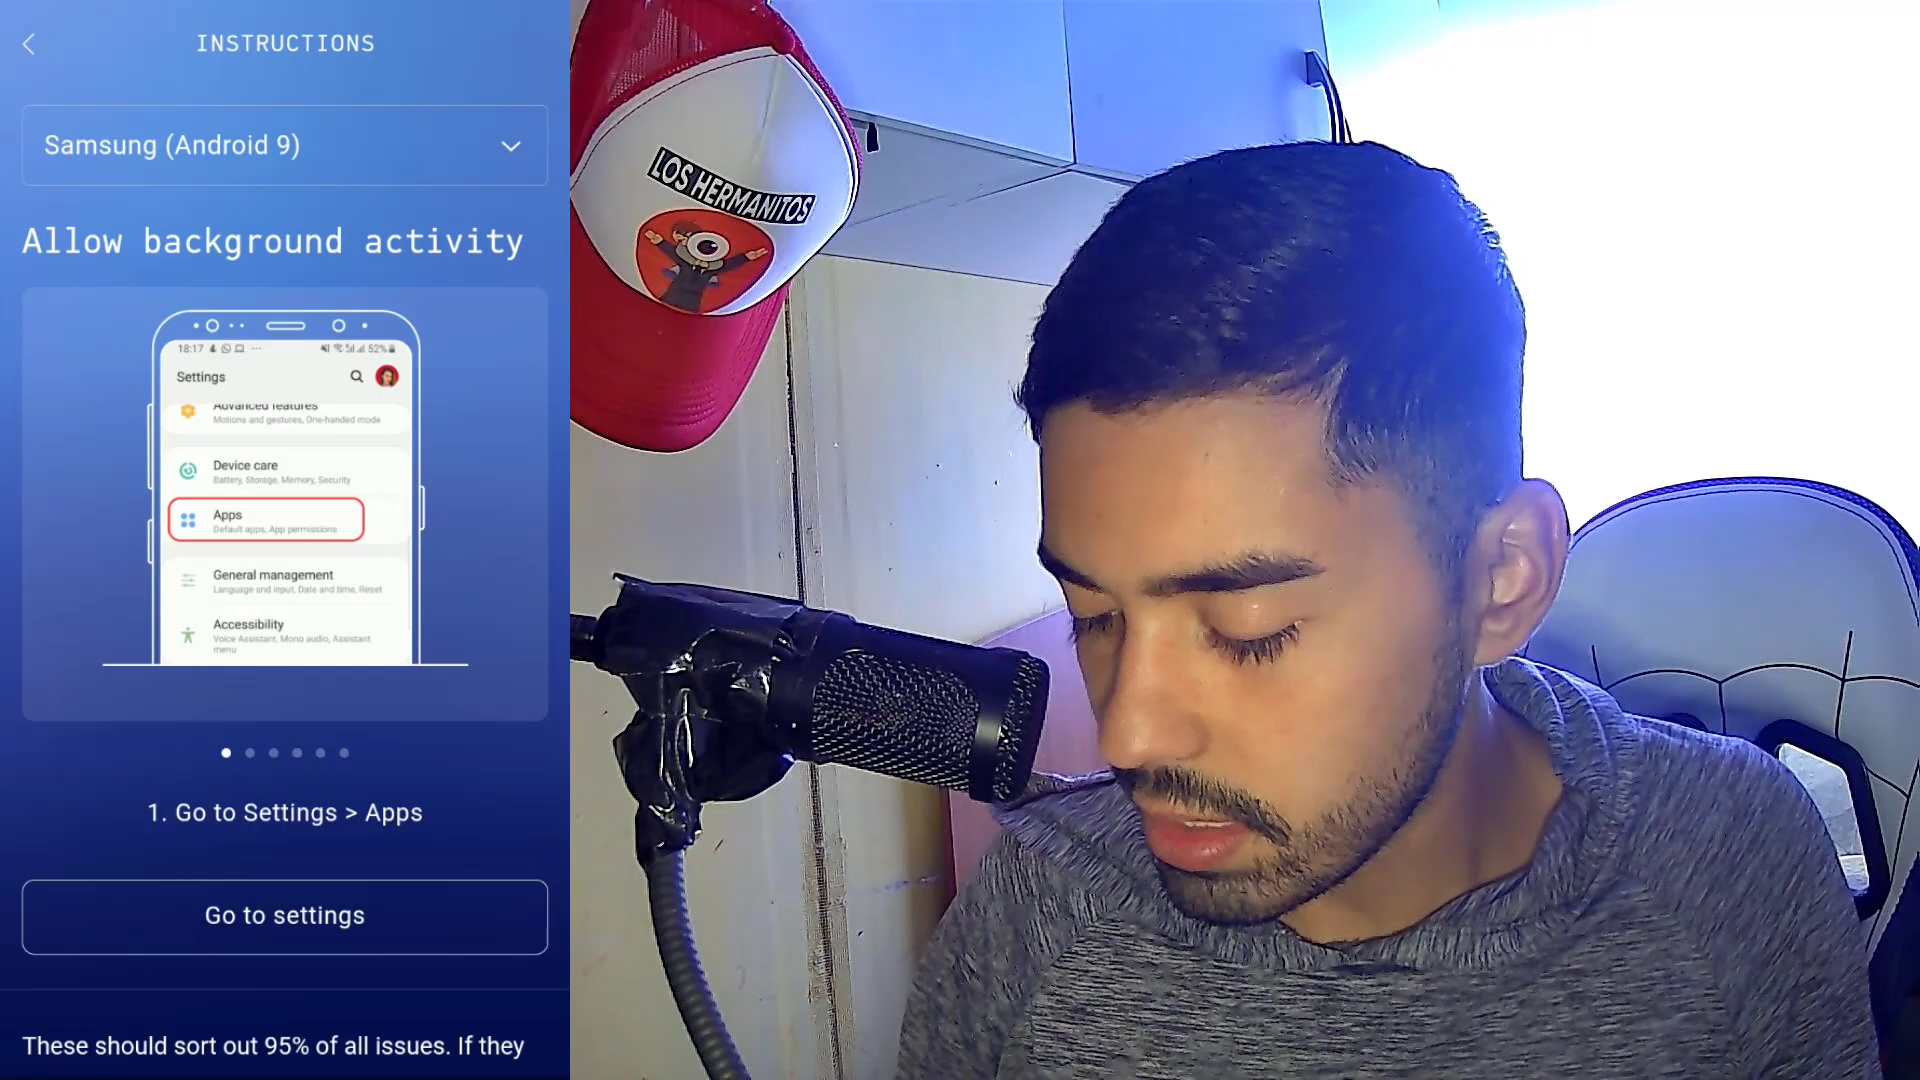 INSTRUCTIONS
Samsung (Android 9)
Allow background activity
18:17
52%
Settings
Advanced features
Motions and gestures, One-handed mode
Device care
Battery, Storage, Memory, Security
Apps
Default apps, App permissions
General management
Language and input, Date and time, Reset
Accessibility
Voice Assistant, Mono audio, Assistant
menu
1. Go to Settings > Apps
Go to settings
These should sort out 95% of all issues. If they
LOS HERMANITOS